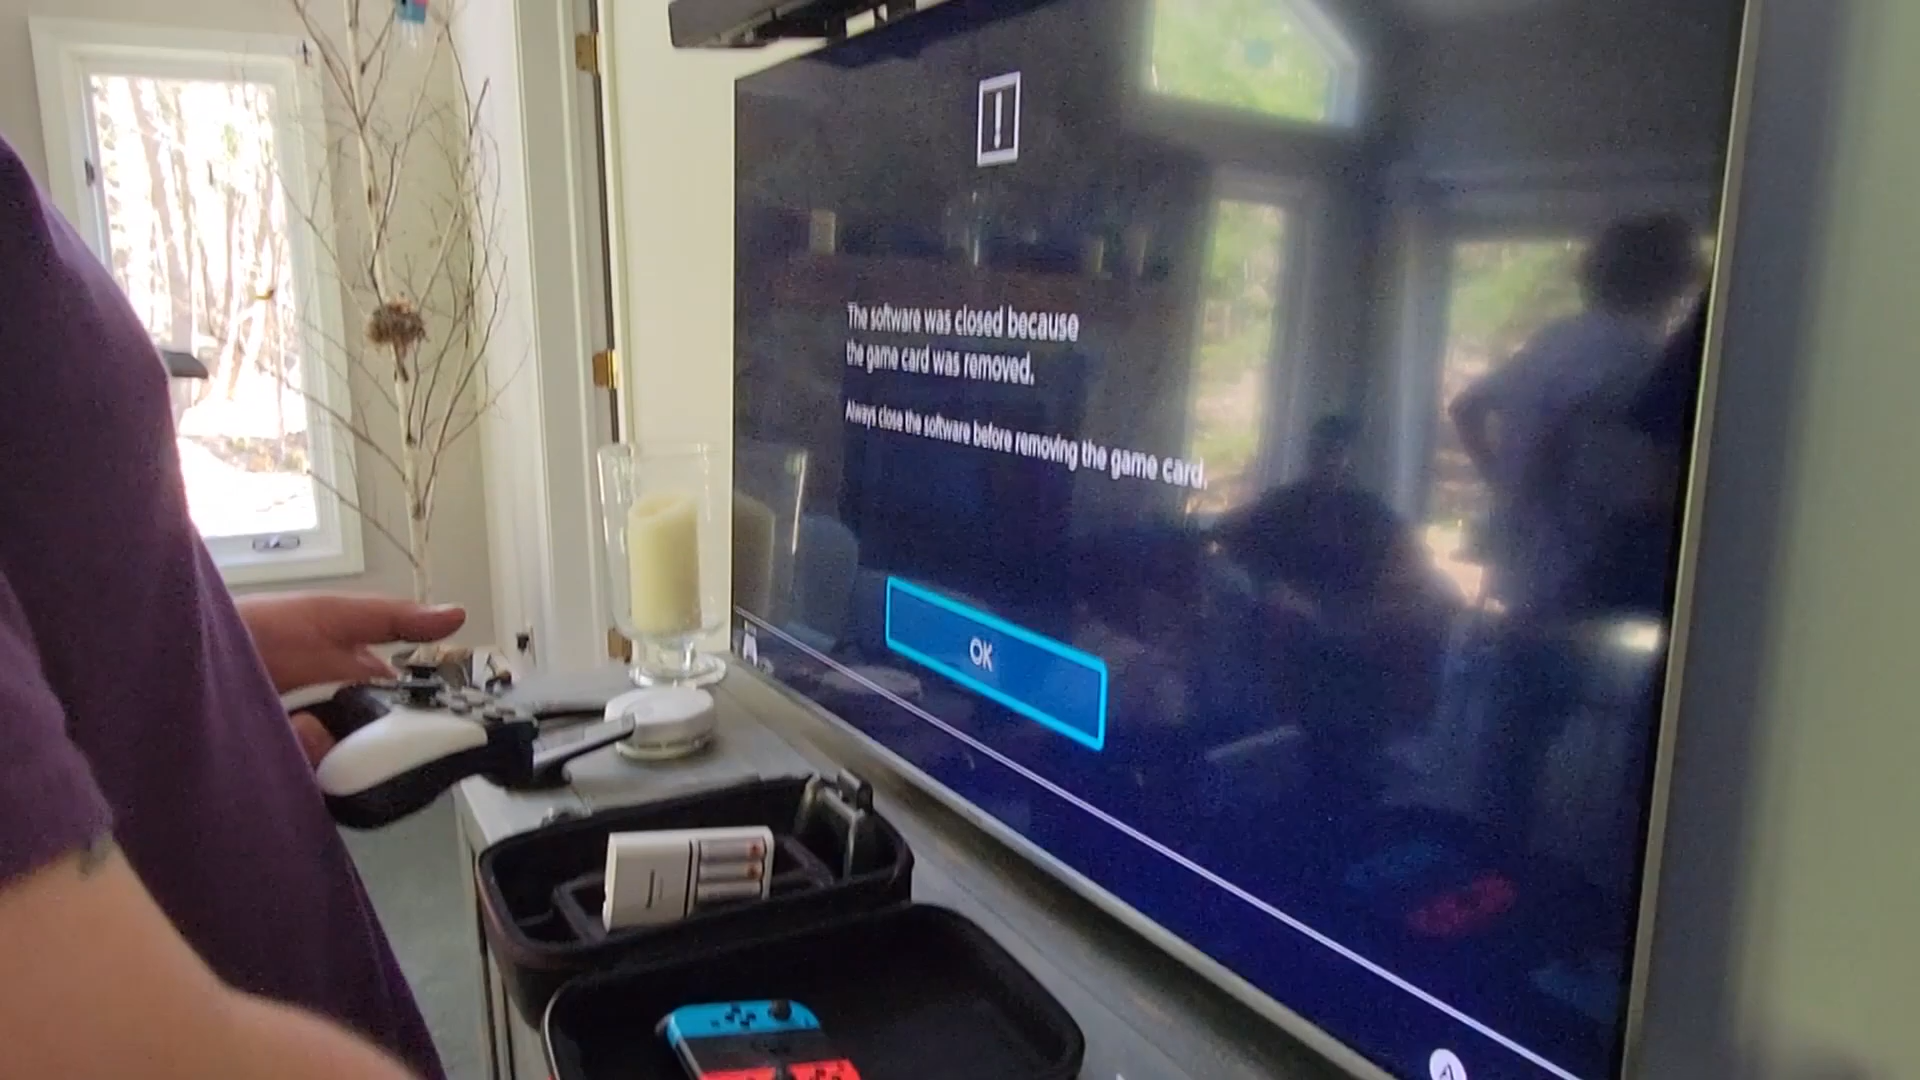 The software was closed because
the game card was removed.
Always close the software before removing the game card.
OK
A